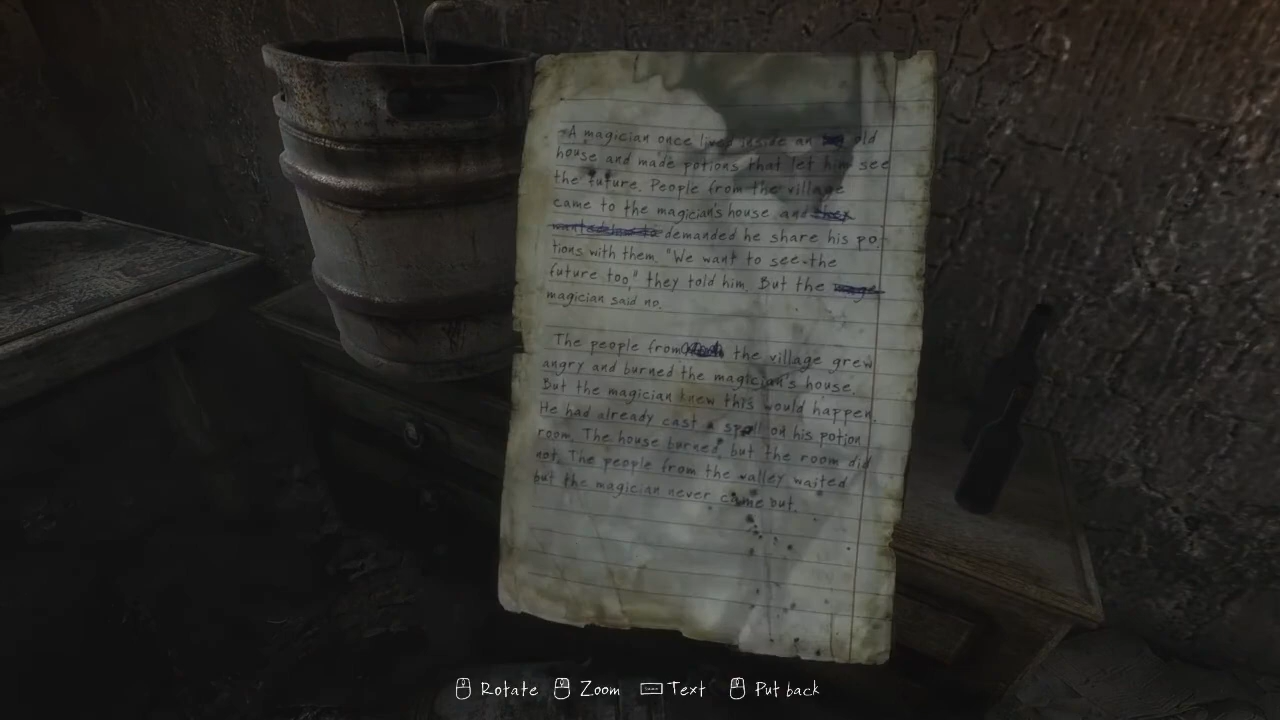 A magician once lived inside an old
house and made potions that let him see
the future. People from the village
came to the magician's house and they
wanted him to demanded he share his po-
tions with them. "We want to see the
future too," they told him. But the mage
magician said no.
The people from the village grew
angry and burned the magician's house.
But the magician knew this would happen.
He had already cast a spell on his potion
room. The house burned, but the room did
not. The people from the valley waited
but the magician never came out.
Rotate Zoom Text Put back